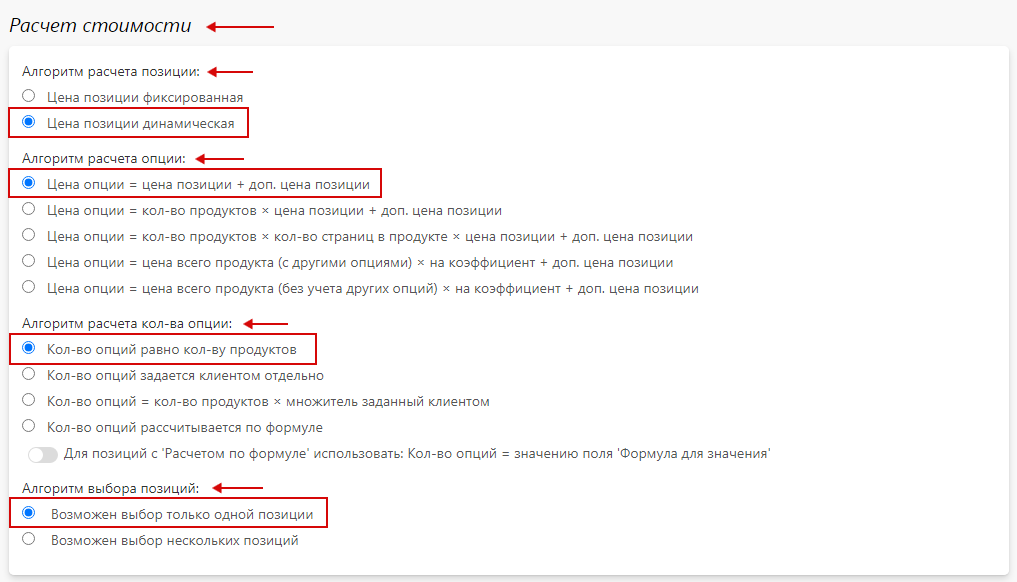 Расчет стоимости
Алгоритм расчета позиции:
Цена позиции фиксированная
Цена позиции динамическая
Алгоритм расчета опции:
Цена опции = цена позиции + доп. цена позиции
Цена опции = кол-во продуктов × цена позиции + доп. цена позиции
Цена опции = кол-во продуктов × кол-во страниц в продукте × цена позиции + доп. цена позиции
Цена опции = цена всего продукта (с другими опциями) × на коэффициент + доп. цена позиции
Цена опции = цена всего продукта (без учета других опций) × на коэффициент + доп. цена позиции
Алгоритм расчета кол-ва опции:
Кол-во опций равно кол-ву продуктов
Кол-во опций задается клиентом отдельно
Кол-во опций = кол-во продуктов × множитель заданный клиентом
Кол-во опций рассчитывается по формуле
Для позиций с 'Расчетом по формуле' использовать: Кол-во опций = значению поля 'Формула для значения'
Алгоритм выбора позиций:
Возможен выбор только одной позиции
Возможен выбор нескольких позиций